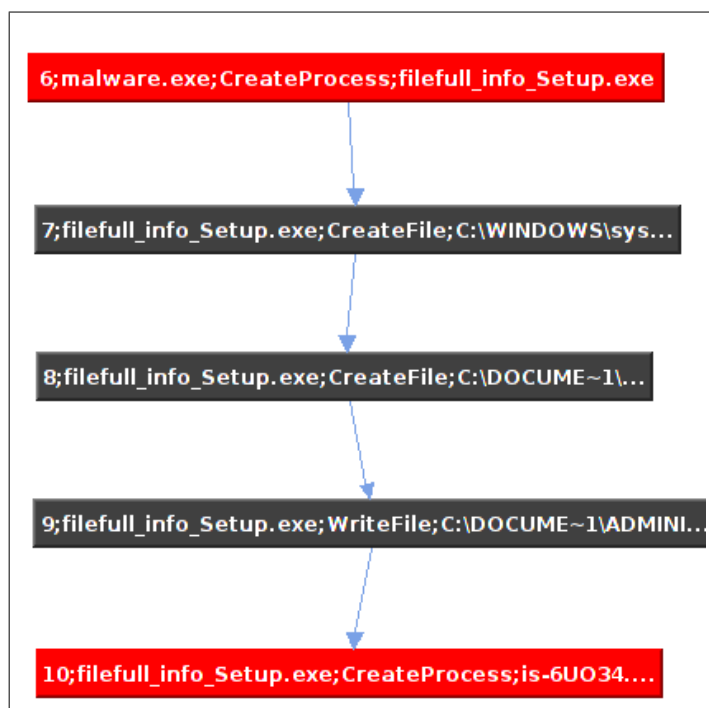 6;malware.exe;CreateProcess;filefull_info_Setup.exe
7;filefull_info_Setup.exe;CreateFile;C:\WINDOWS\sys...
8;filefull_info_Setup.exe;CreateFile;C:\DOCUME~1\...
9;filefull_info_Setup.exe;WriteFile;C:\DOCUME~1\ADMINI...
10;filefull_info_Setup.exe;CreateProcess;is-6UO34....